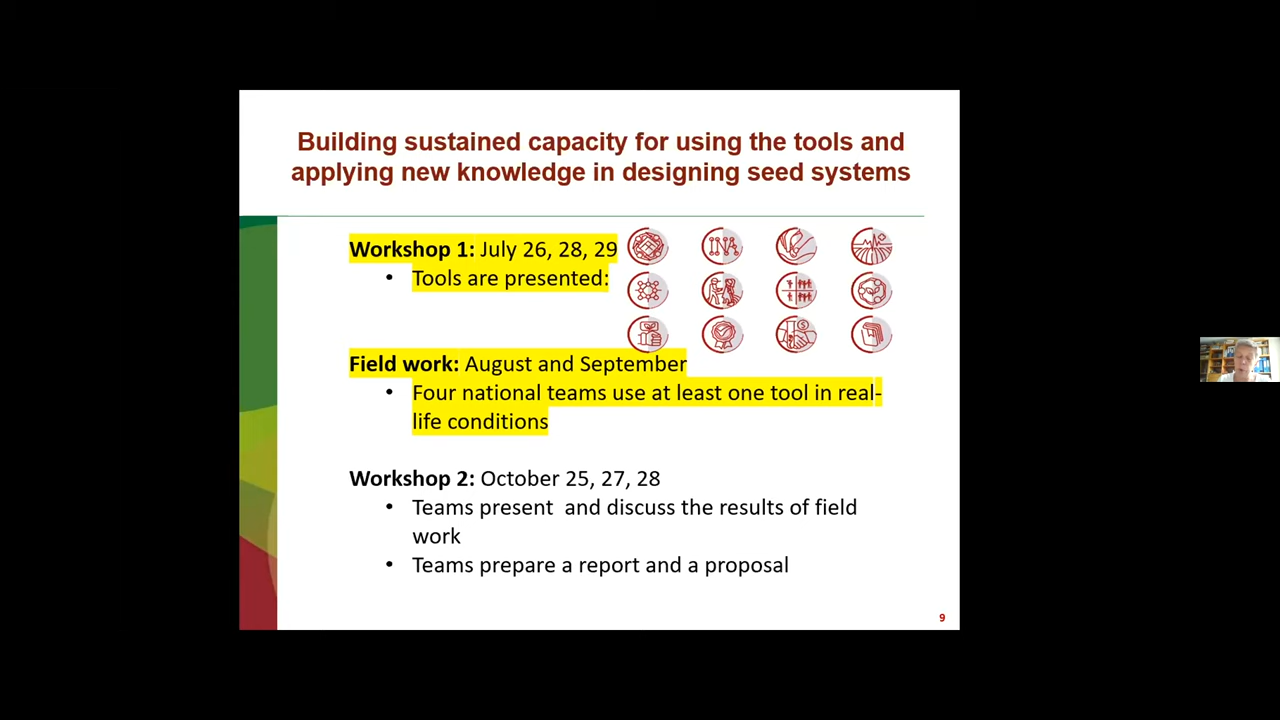 Building sustained capacity for using the tools and
applying new knowledge in designing seed systems
Workshop 1: July 26, 28, 29
• Tools are presented:
Field work: August and September
• Four national teams use at least one tool in real-
life conditions
Workshop 2: October 25, 27, 28
• Teams present  and discuss the results of field
work
• Teams prepare a report and a proposal
9